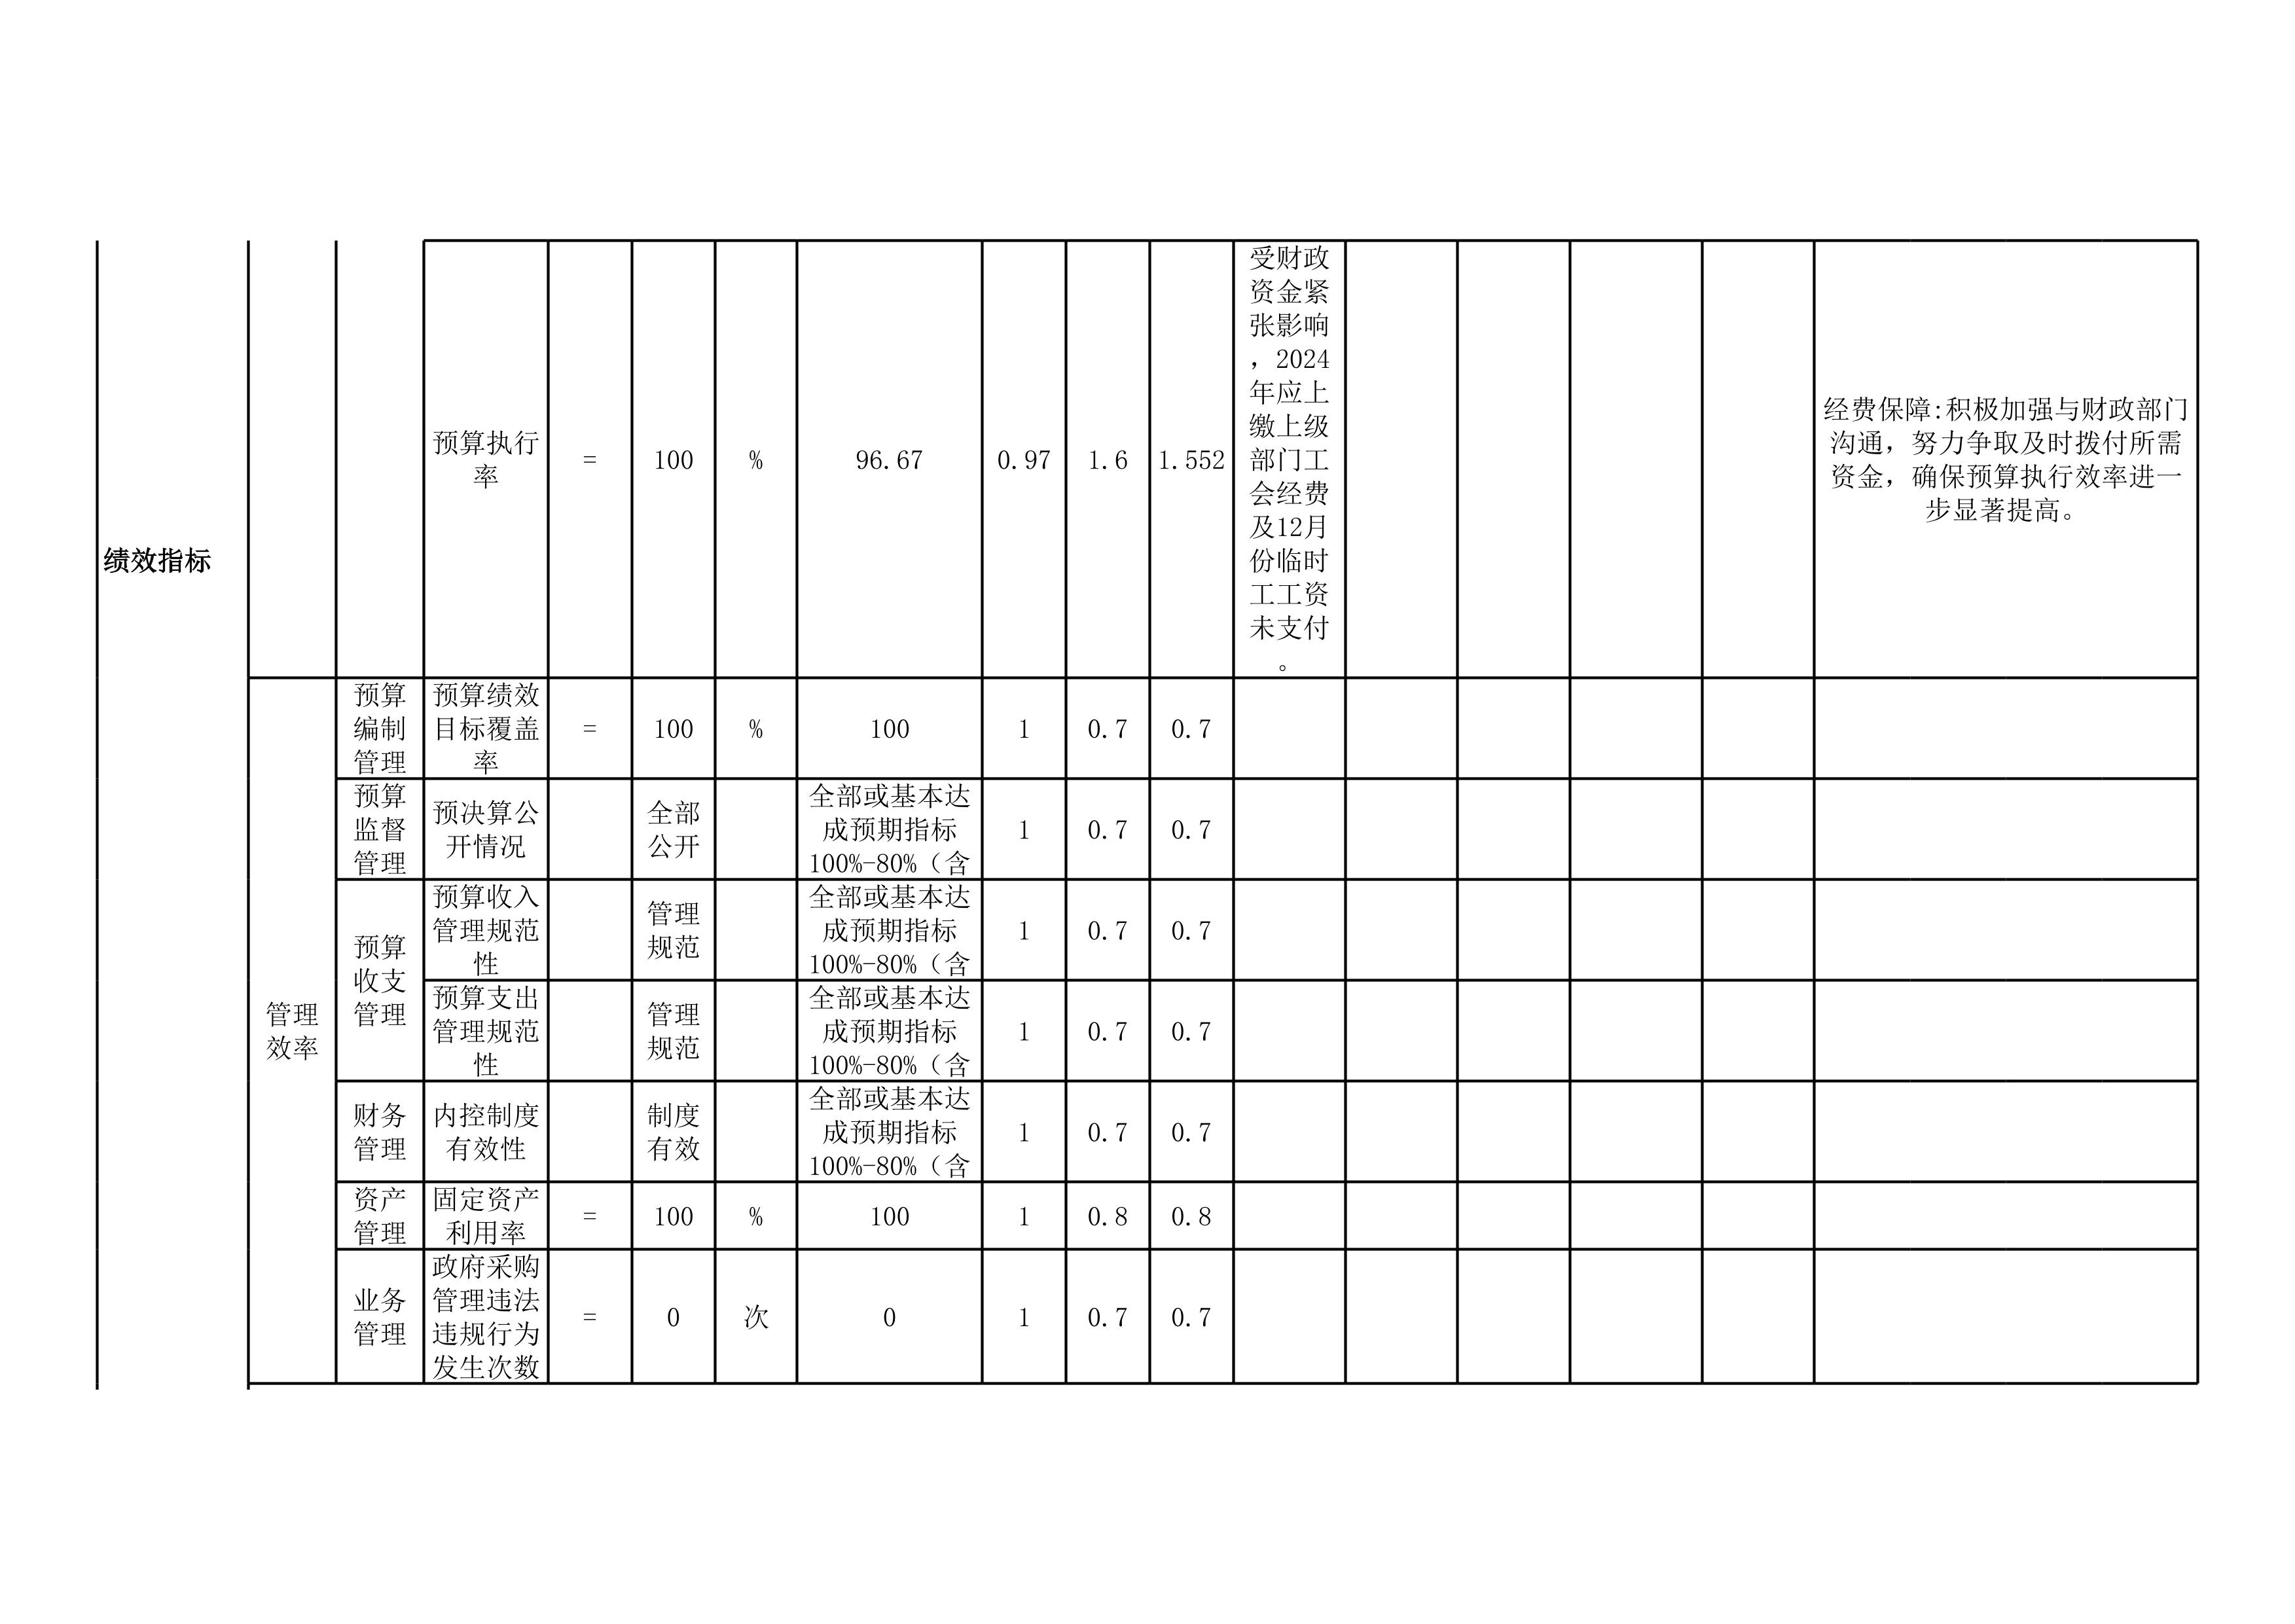 绩效指标
预算执行
率
=
100
%
96.67
0.97
1.6
1.552
受财政
资金紧
张影响
，2024
年应上
缴上级
部门工
会经费
及12月
份临时
工工资
未支付
。
经费保障:积极加强与财政部门
沟通，努力争取及时拨付所需
资金，确保预算执行效率进一
步显著提高。
管理
效率
预算
编制
管理
预算绩效
目标覆盖
率
=
100
%
100
1
0.7
0.7
预算
监督
管理
预决算公
开情况
全部
公开
全部或基本达
成预期指标
100%-80%（含
1
0.7
0.7
预算
收支
管理
预算收入
管理规范
性
管理
规范
全部或基本达
成预期指标
100%-80%（含
1
0.7
0.7
预算支出
管理规范
性
管理
规范
全部或基本达
成预期指标
100%-80%（含
1
0.7
0.7
财务
管理
内控制度
有效性
制度
有效
全部或基本达
成预期指标
100%-80%（含
1
0.7
0.7
资产
管理
固定资产
利用率
=
100
%
100
1
0.8
0.8
业务
管理
政府采购
管理违法
违规行为
发生次数
=
0
次
0
1
0.7
0.7